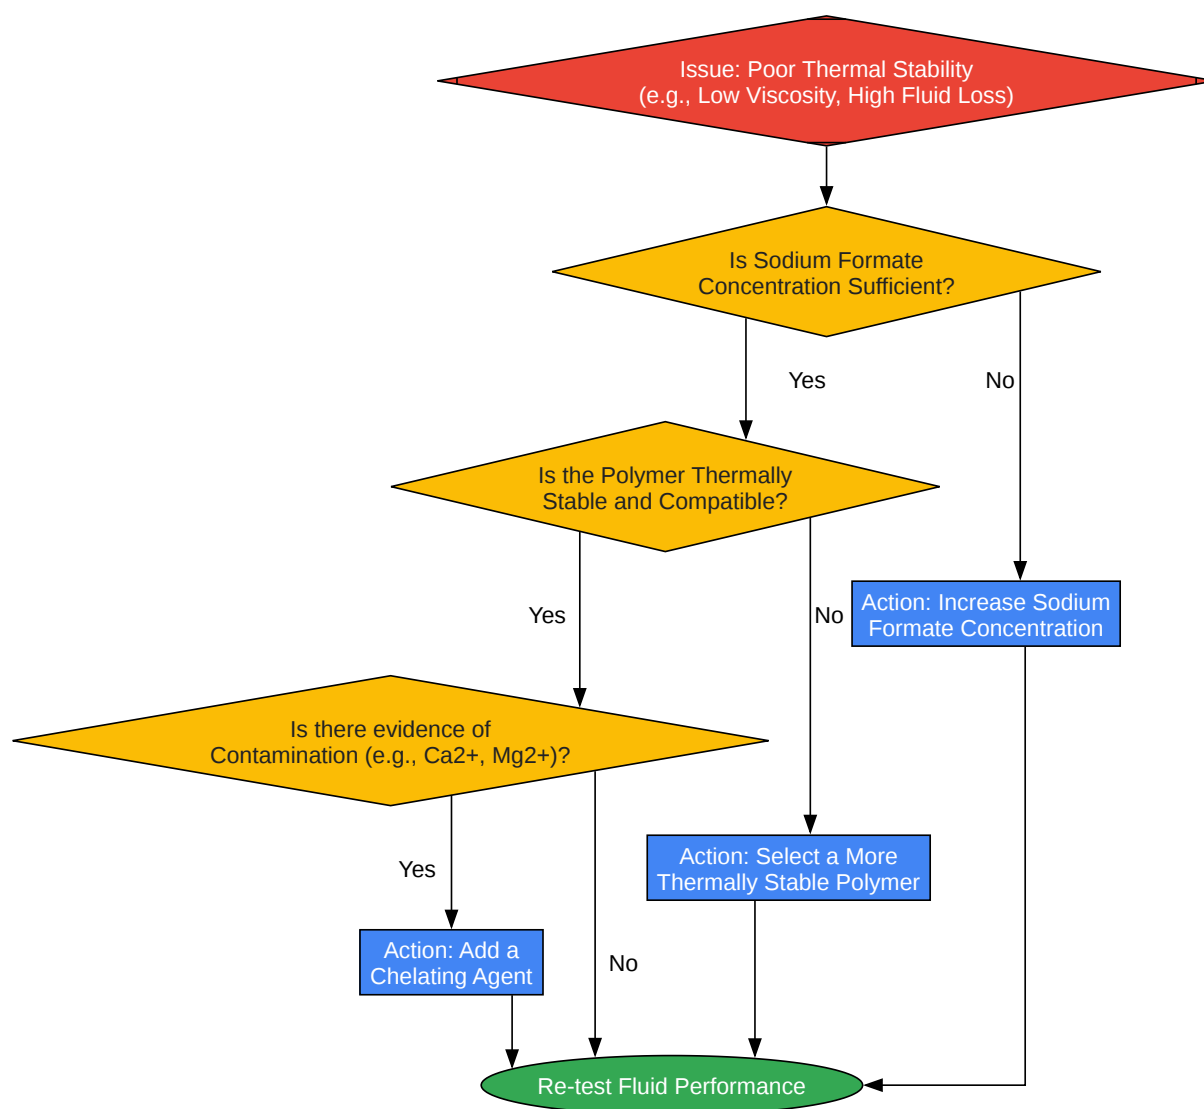 Issue: Poor Thermal Stability
(e.g., Low Viscosity, High Fluid Loss)
Is Sodium Formate
Concentration Sufficient?
Yes
No
Is the Polymer Thermally
Stable and Compatible?
Yes
No
Action: Increase Sodium
Formate Concentration
Is there evidence of
Contamination (e.g., Ca2+, Mg2+)?
Yes
No
Action: Select a More
Thermally Stable Polymer
Action: Add a
Chelating Agent
Re-test Fluid Performance